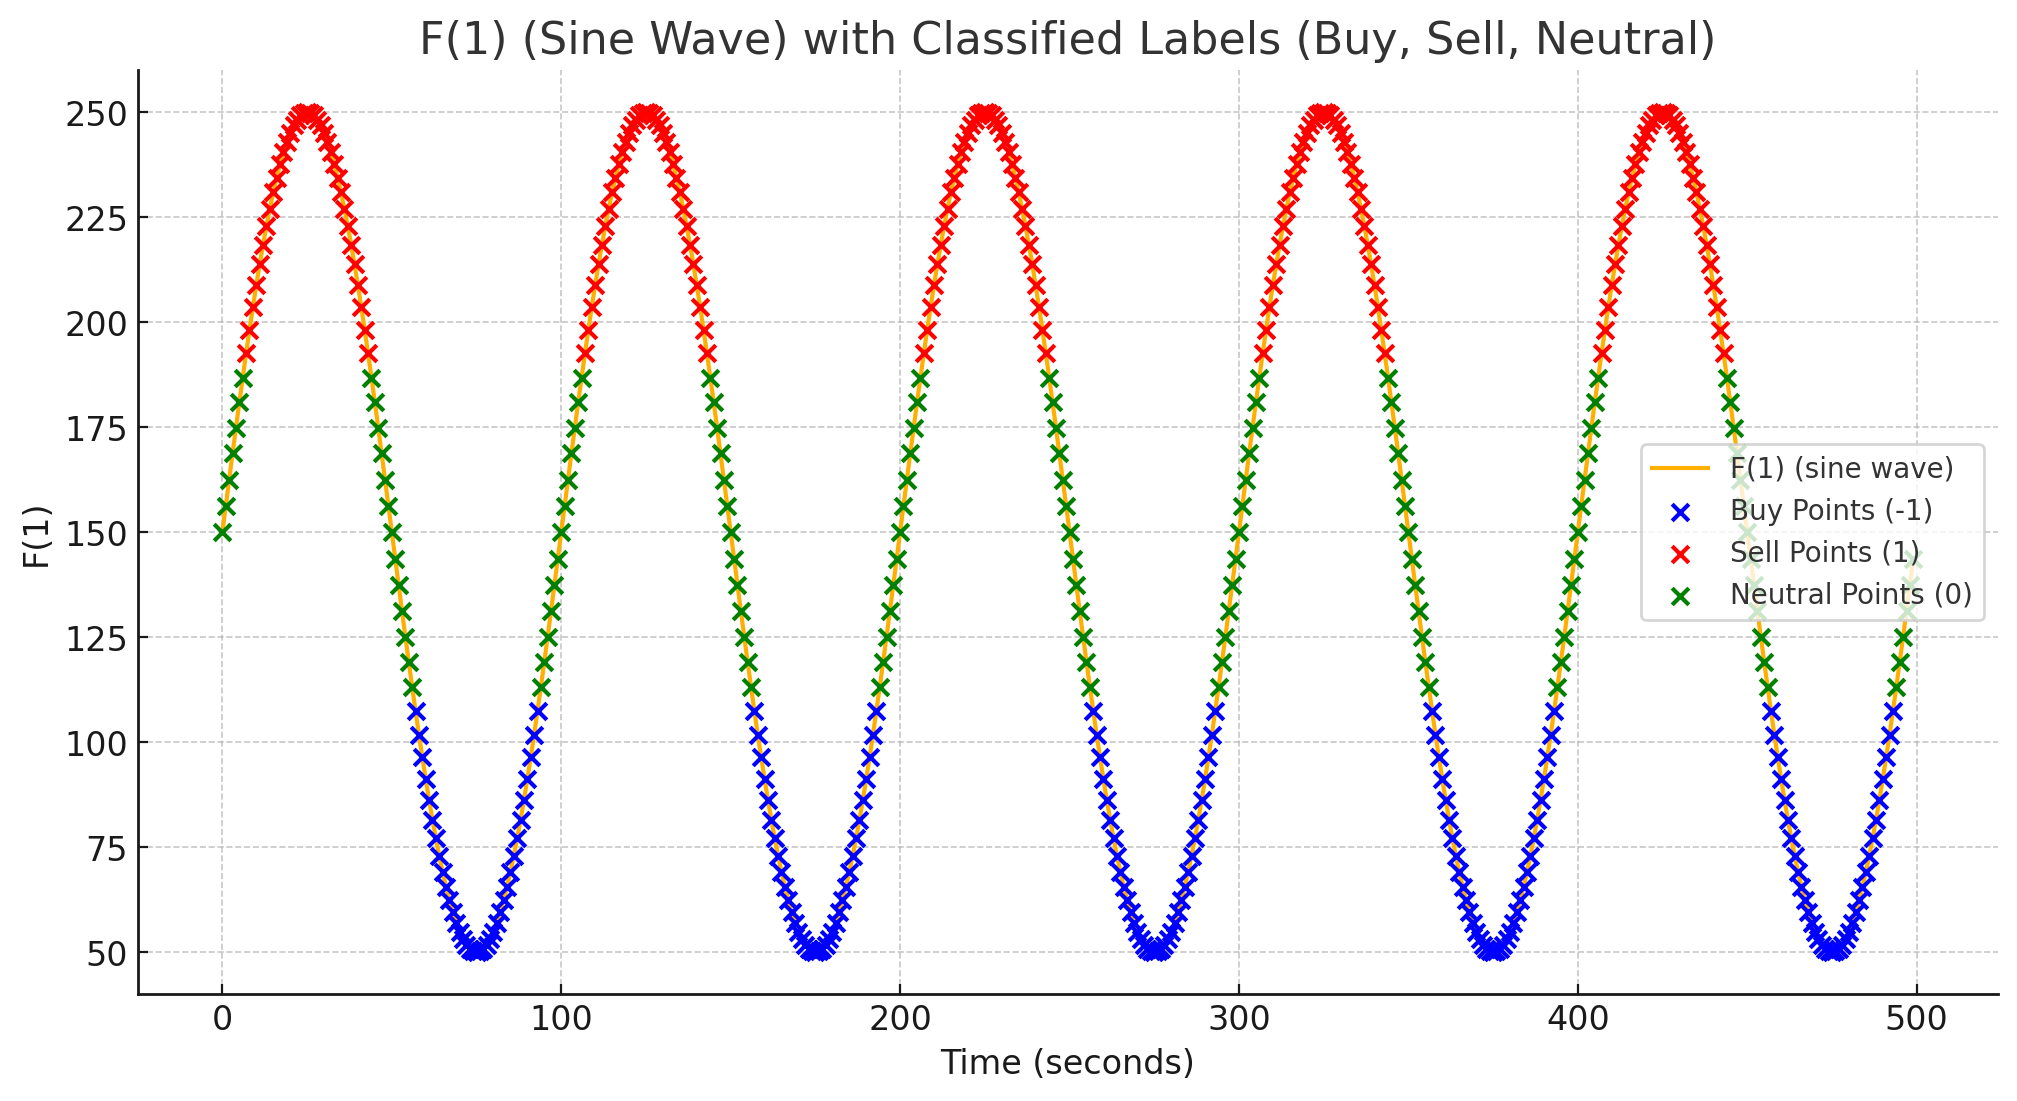 F(1) (Sine Wave) with Classified Labels (Buy, Sell, Neutral)
F(1)
250
225
200
175
150
125
100
75
50
F(1) (sine wave)
Buy Points (-1)
Sell Points (1)
Neutral Points (0)
0 100 200 300 400 500
Time (seconds)